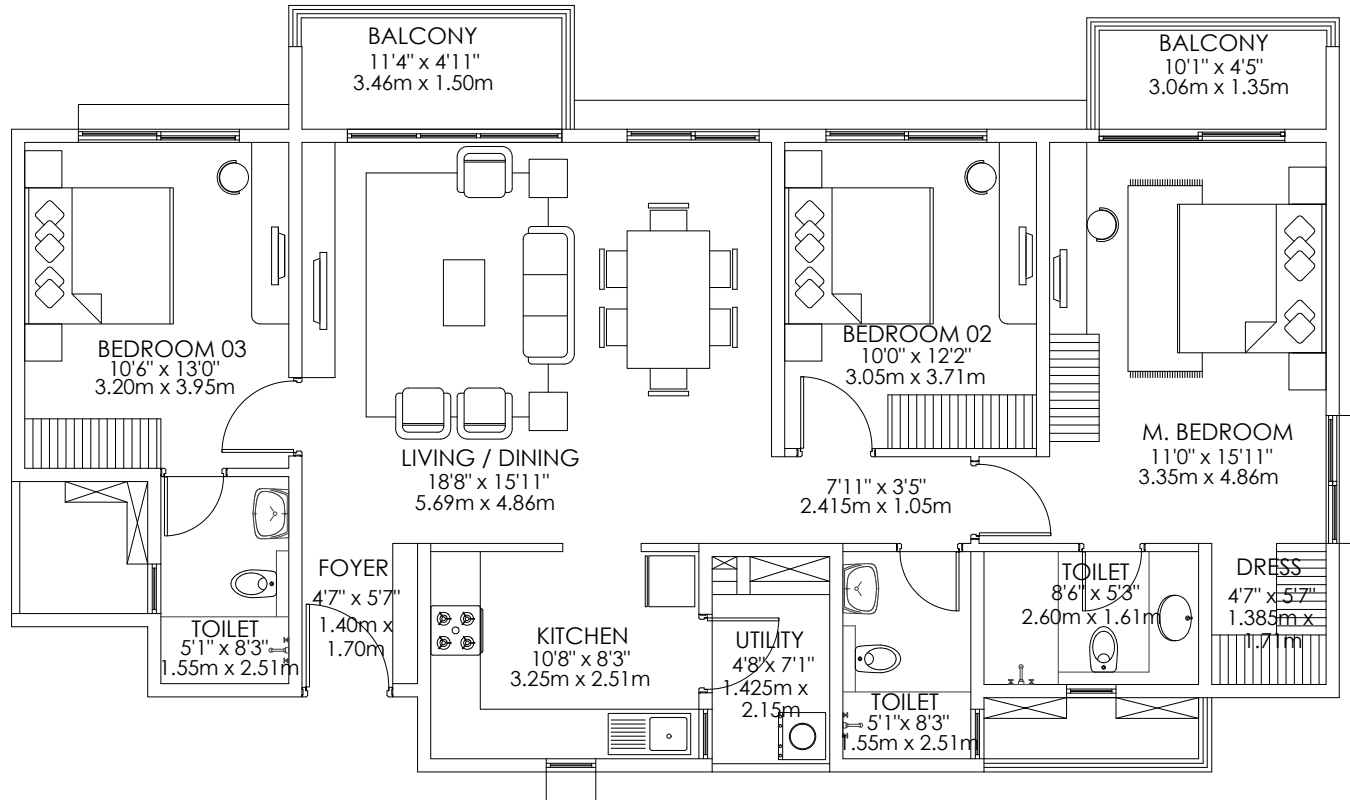 BALCONY
11'4" x 4'11"
3.46m x 1.50m
BALCONY
10'1" x 4'5"
3.06m x 1.35m
BEDROOM 03
10'6" x 13'0"
3.20m x 3.95m
LIVING / DINING
18'8" x 15'11"
5.69m x 4.86m
BEDROOM 02
10'0" x 12'2"
3.05m x 3.71m
M. BEDROOM
11'0" x 15'11"
3.35m x 4.86m
7'11" x 3'5"
2.415m x 1.05m
TOILET
5'1" x 8'3"
1.55m x 2.51m
FOYER
4'7" x 5'7"
1.40m x
1.70m
KITCHEN
10'8" x 8'3"
3.25m x 2.51m
UTILITY
4'8" x 7'1"
1.425m x
2.15m
TOILET
5'1"x 8'3"
1.55m x 2.51m
TOILET
8'6" x 5'3"
2.60m x 1.61m
DRESS
4'7" x 5'7"
1.385m x
1.71m